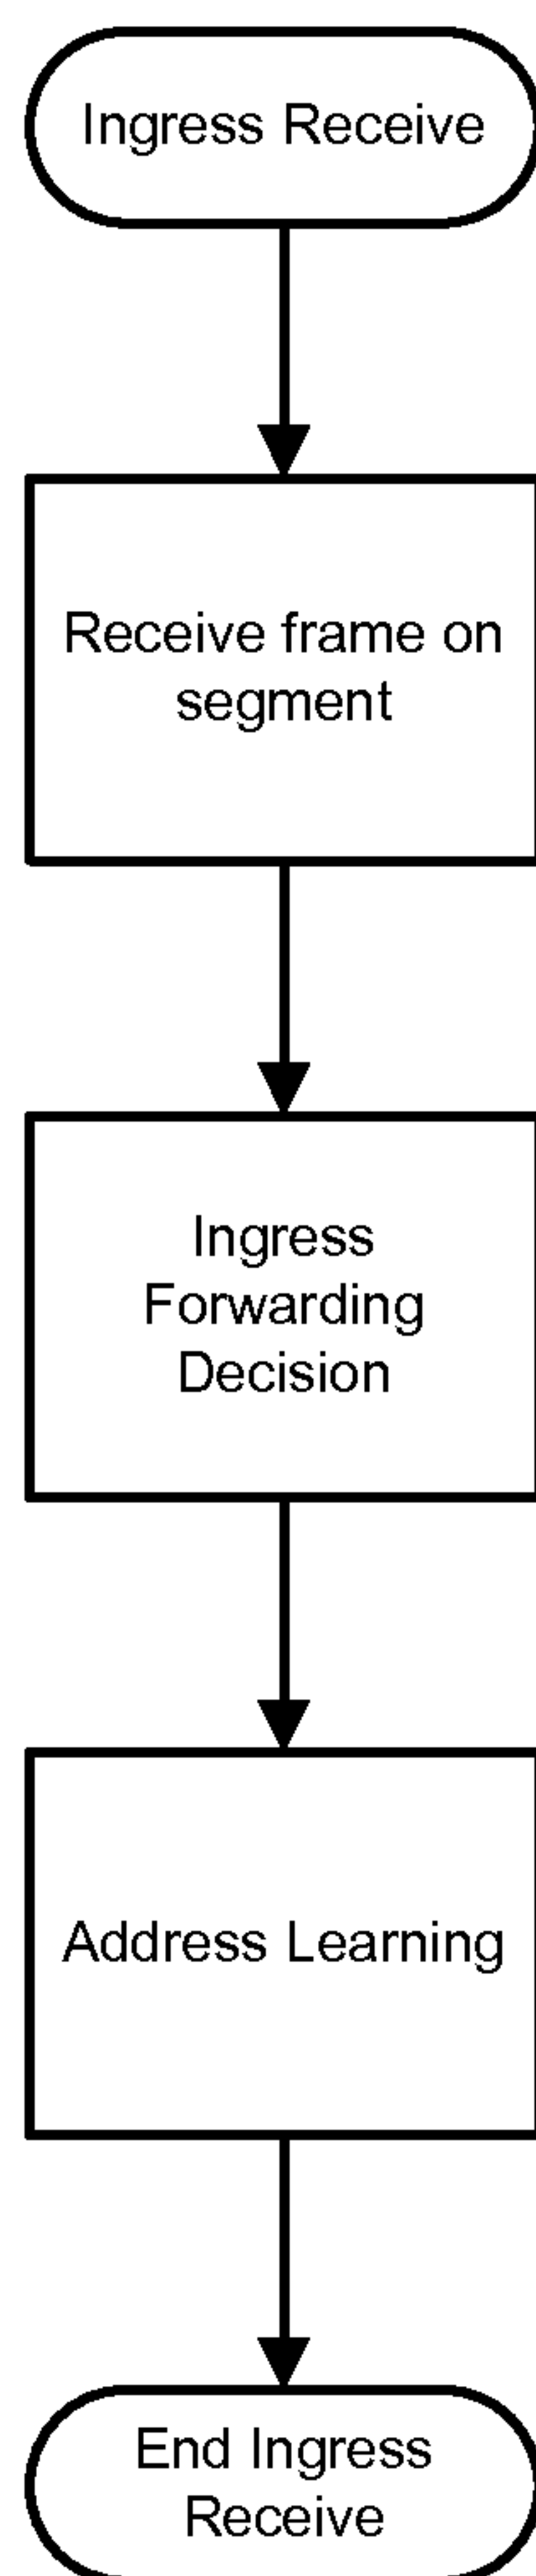 Ingress Receive
Receive frame on
segment
Ingress
Forwarding
Decision
Address Learning
End Ingress
Receive